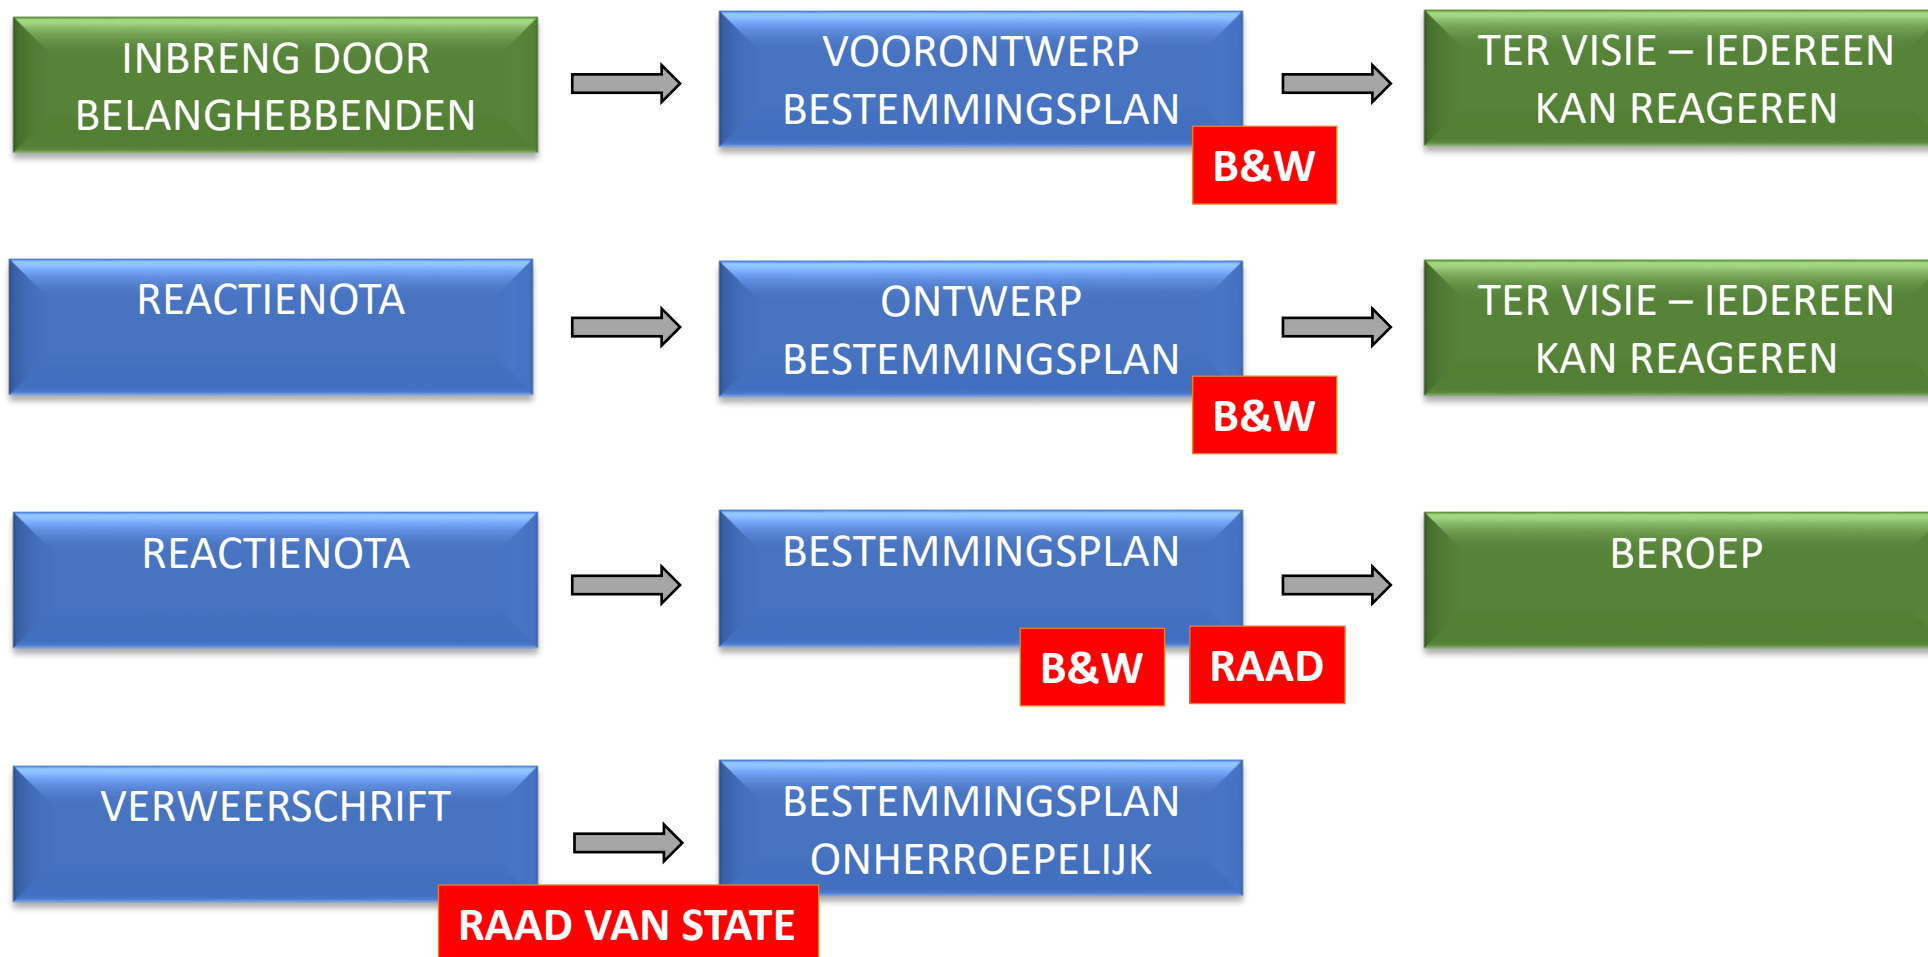 INBRENG DOOR
BELANGHEBBENDEN
VOORONTWERP
BESTEMMINGSPLAN
B&W
TER VISIE – IEDEREEN
KAN REAGEREN
REACTIENOTA
ONTWERP
BESTEMMINGSPLAN
B&W
TER VISIE – IEDEREEN
KAN REAGEREN
REACTIENOTA
BESTEMMINGSPLAN
B&W
RAAD
BEROEP
VERWEERSCHRIFT
RAAD VAN STATE
BESTEMMINGSPLAN
ONHERROEPELIJK